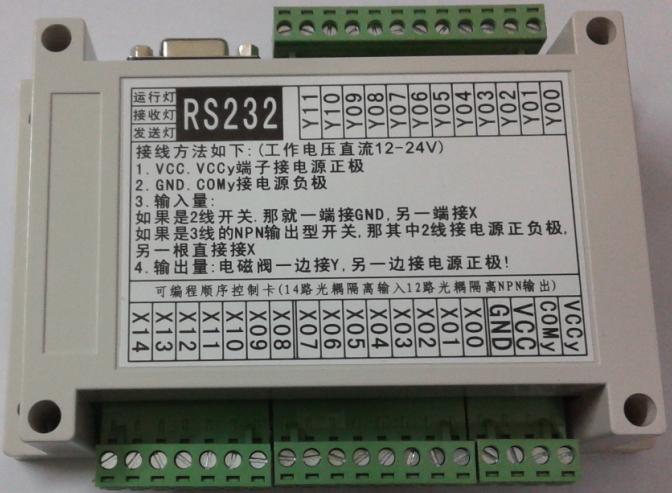 运行灯
接收灯
发送灯
RS232
Y11 Y10 Y09 Y08 Y07 Y06 Y05 Y04 Y03 Y02 Y01 Y00
接线方法如下:(工作电压直流12-24V)
1.VCC.VCCy端子接电源正极
2.GND.COMy接电源负极
3.输入量:
如果是2线开关.那就一端接GND,另一端接X
如果是3线的NPN输出型开关,那其中2线接电源正负极,
另一根直接接X
4.输出量:电磁阀一边接Y,另一边接电源正极!
可编程顺序控制卡(14路光耦隔离输入12路光耦隔离NPN输出)
X14 X13 X12 X11 X10 X09 X08 X07 X06 X05 X04 X03 X02 X01 X00 GND VCC COMy VCCy